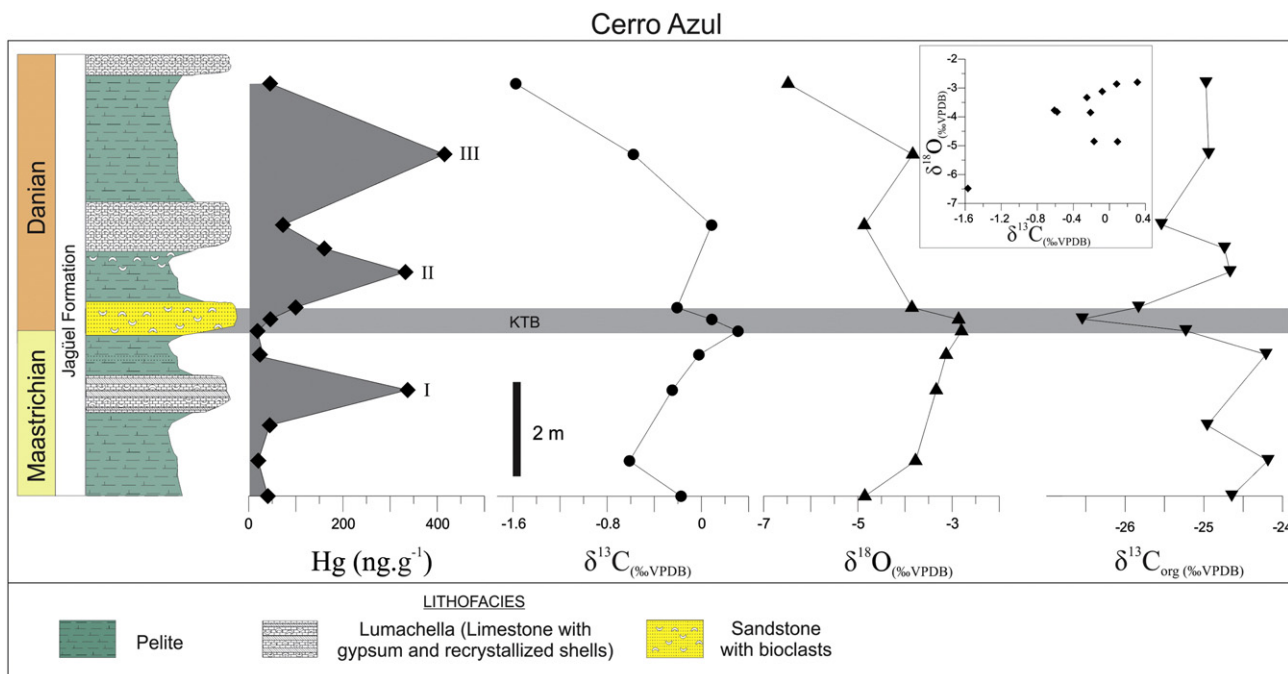 Cerro Azul
Danian
Maastrichian
Jagüel Formation
III
II
I
KTB
2 m
-2
-3
-4
-5
-6
-7
δ18O(‰VPDB)
-1.6 -1.2 -0.8 -0.4 0 0.4
δ13C(‰VPDB)
0 200 400
Hg (ng.g-1)
-1.6 -0.8 0
δ13C(‰VPDB)
-7 -5 -3
δ18O(‰VPDB)
-26 -25 -24
δ13Corg (‰VPDB)
LITHOFACIES
Pelite
Lumachella (Limestone with
gypsum and recrystallized shells)
Sandstone
with bioclasts